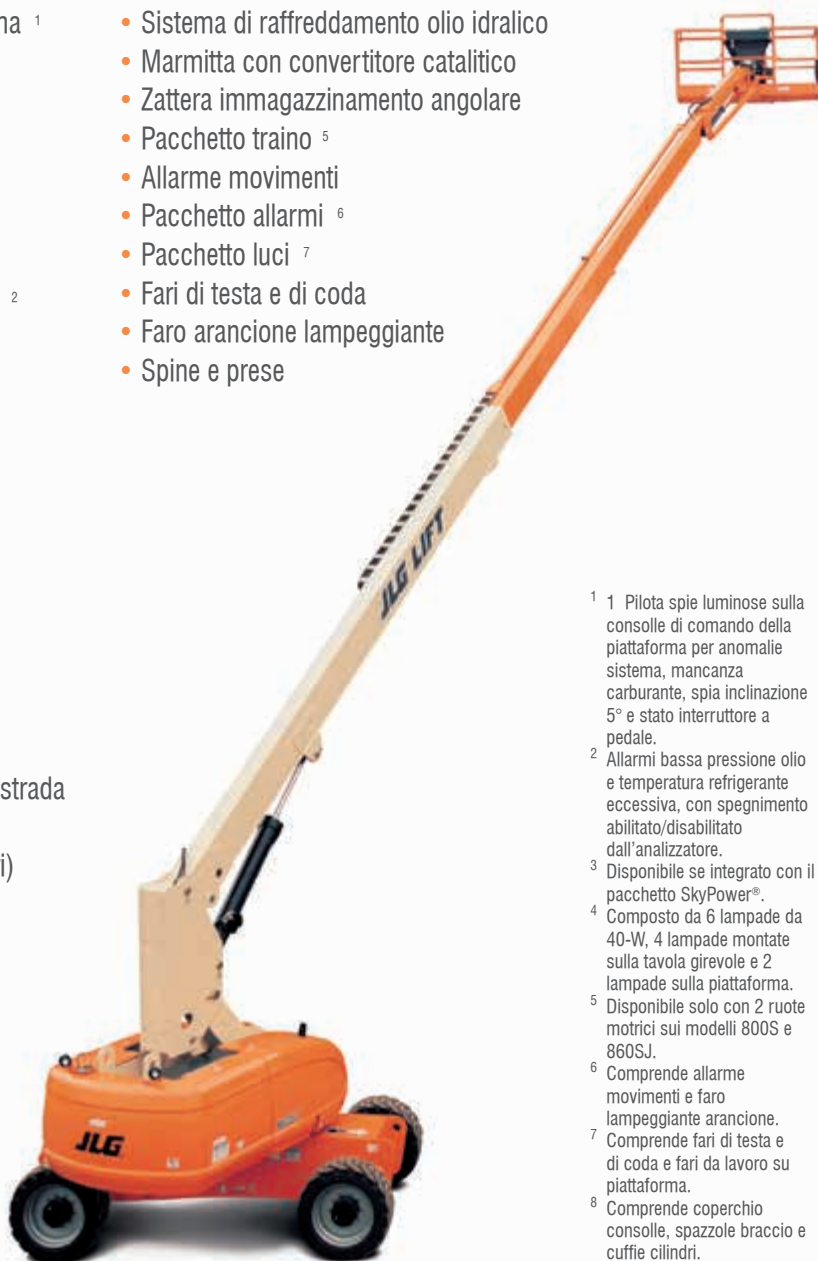 na 1
2
strada
i)
• Sistema di raffreddamento olio idralico
• Marmitta con convertitore catalitico
• Zattera immagazzinamento angolare
• Pacchetto traino 5
• Allarme movimenti
• Pacchetto allarmi 6
• Pacchetto luci 7
• Fari di testa e di coda
• Faro arancione lampeggiante
• Spine e prese
JLG LIFT
JLG
1 1 Pilota spie luminose sulla
consolle di comando della
piattaforma per anomalie
sistema, mancanza
carburante, spia inclinazione
5° e stato interruttore a
pedale.
2 Allarmi bassa pressione olio
e temperatura refrigerante
eccessiva, con spegnimento
abilitato/disabilitato
dall'analizzatore.
3 Disponibile se integrato con il
pacchetto SkyPower®.
4 Composto da 6 lampade da
40-W, 4 lampade montate
sulla tavola girevole e 2
lampade sulla piattaforma.
5 Disponibile solo con 2 ruote
motrici sui modelli 800S e
860SJ.
6 Comprende allarme
movimenti e faro
lampeggiante arancione.
7 Comprende fari di testa e
di coda e fari da lavoro su
piattaforma.
8 Comprende coperchio
consolle, spazzole braccio e
cuffie cilindri.